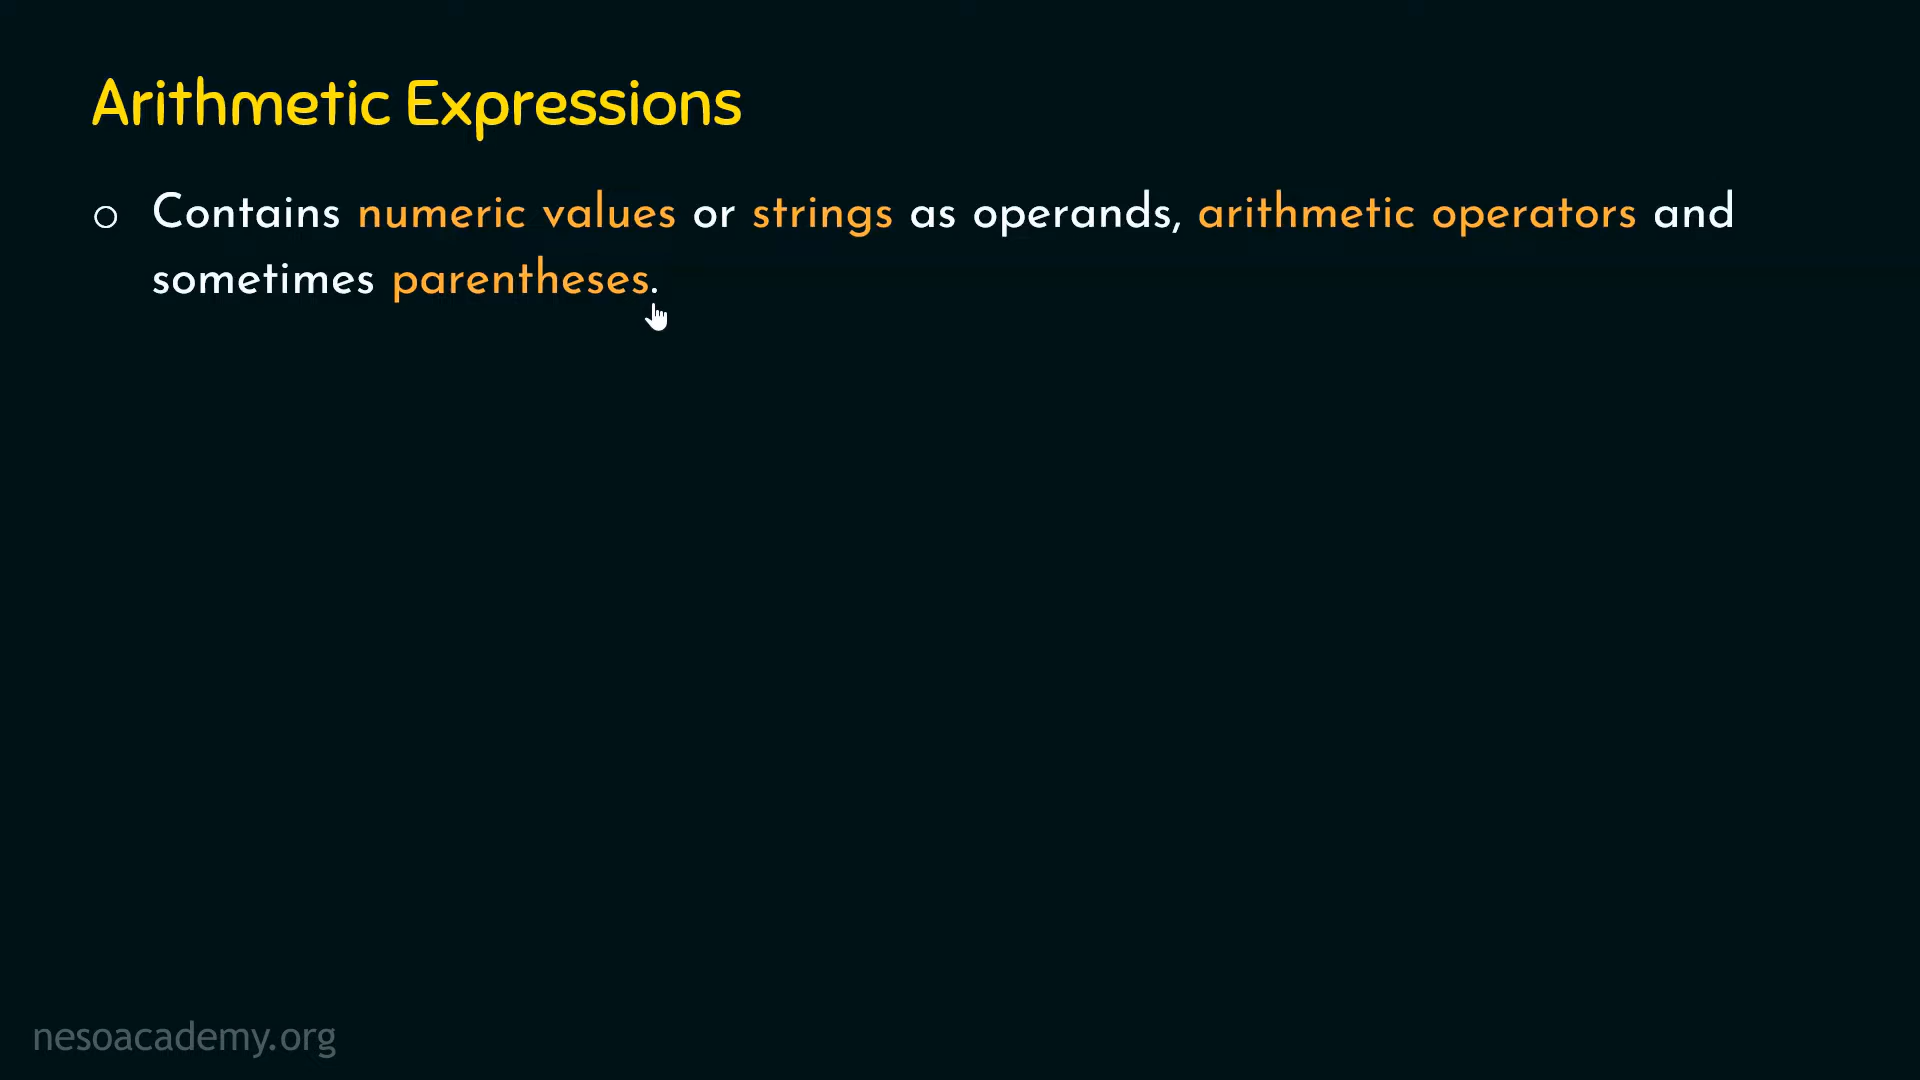 Arithmetic Expressions
○ Contains numeric values or strings as operands, arithmetic operators and
sometimes parentheses.
nesoacademy.org